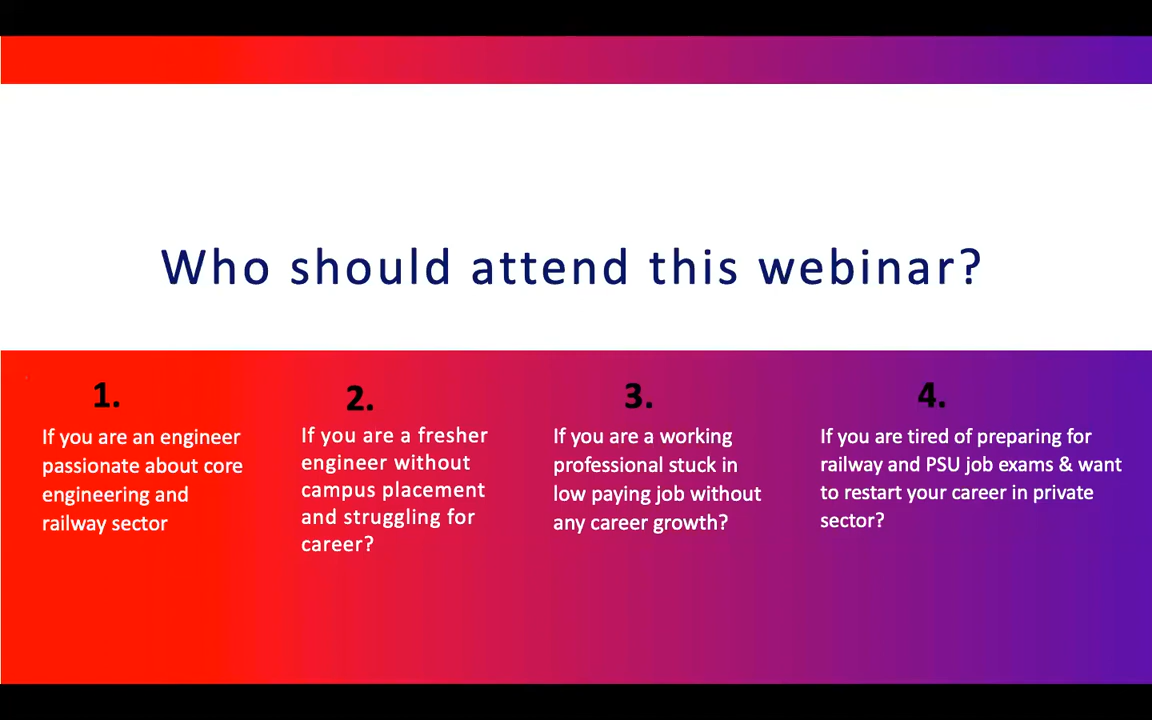 Who should attend this webinar?
1.
If you are an engineer
passionate about core
engineering and
railway sector
2.
If you are a fresher
engineer without
campus placement
and struggling for
career?
3.
If you are a working
professional stuck in
low paying job without
any career growth?
4.
If you are tired of preparing for
railway and PSU job exams & want
to restart your career in private
sector?